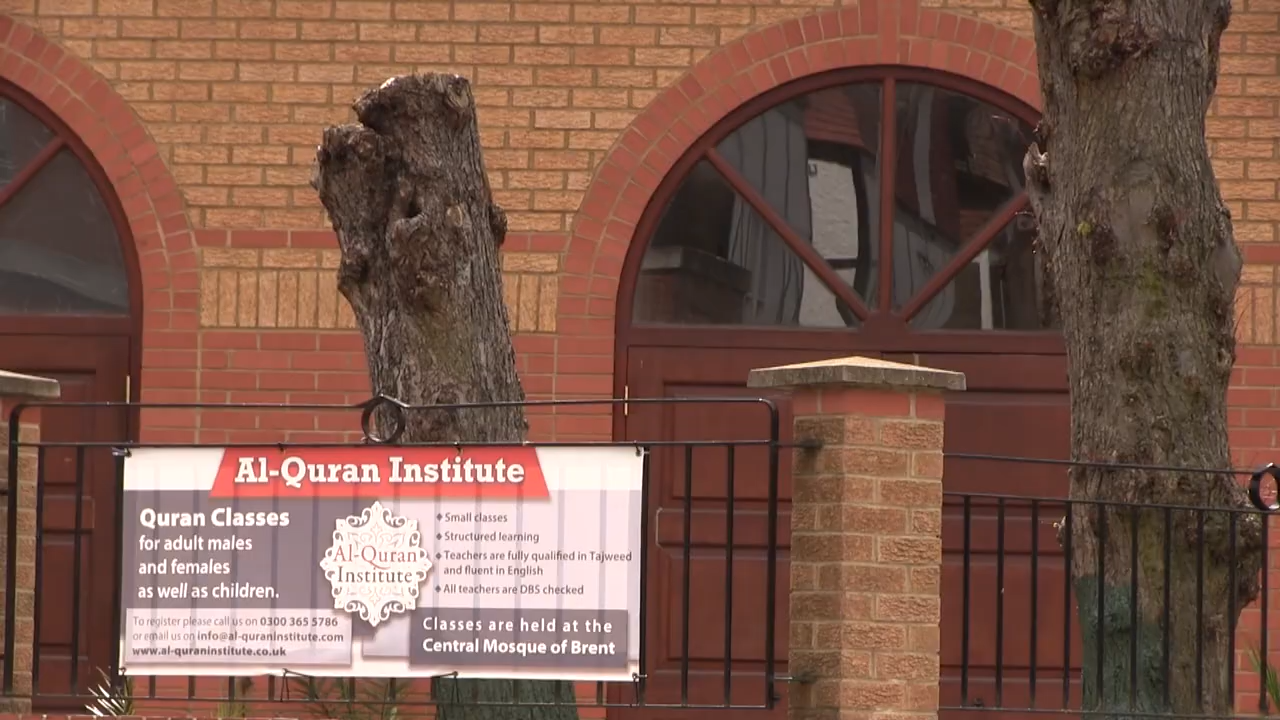 Al-Quran Institute
Quran Classes
for adult males
and females
as well as children.
To register please call us on 0300 365 5786
or email us on info@al-quraninstitute.com
www.al-quraninstitute.co.uk
Al-Quran
Institute
♦ Small classes
♦ Structured learning
♦ Teachers are fully qualified in Tajweed
and fluent in English
♦ All teachers are DBS checked
Classes are held at the
Central Mosque of Brent